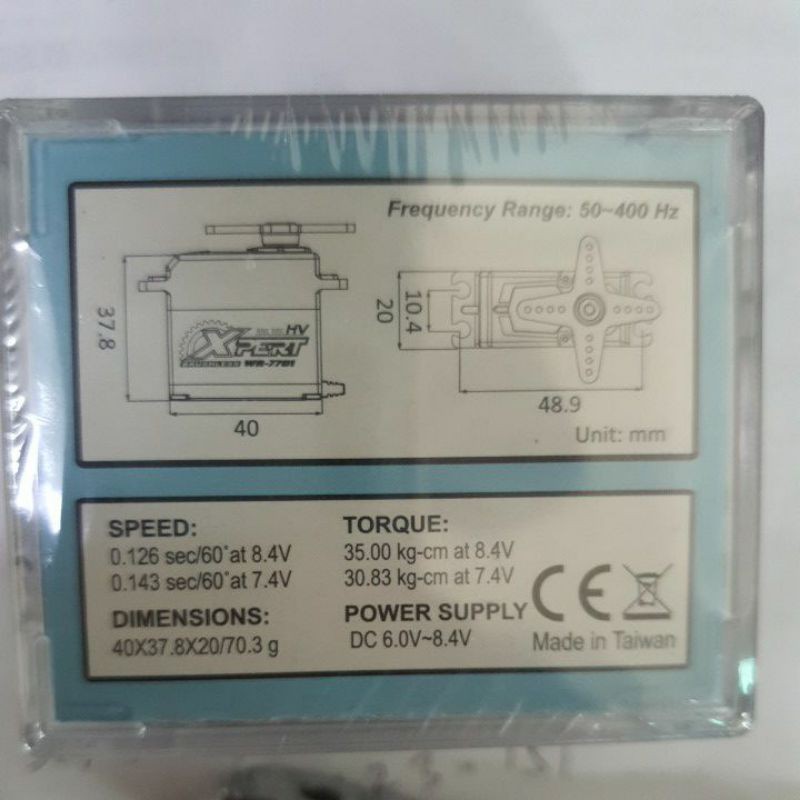 Frequency Range: 50~400 Hz
37.8
HV
XPERT
BRUSHLESS WR-7701
40
10.4
20
48.9
Unit: mm
SPEED:
0.126 sec/60°at 8.4V
0.143 sec/60°at 7.4V
DIMENSIONS:
40X37.8X20/70.3 g
TORQUE:
35.00 kg-cm at 8.4V
30.83 kg-cm at 7.4V
POWER SUPPLY
DC 6.0V~8.4V
CE
Made in Taiwan